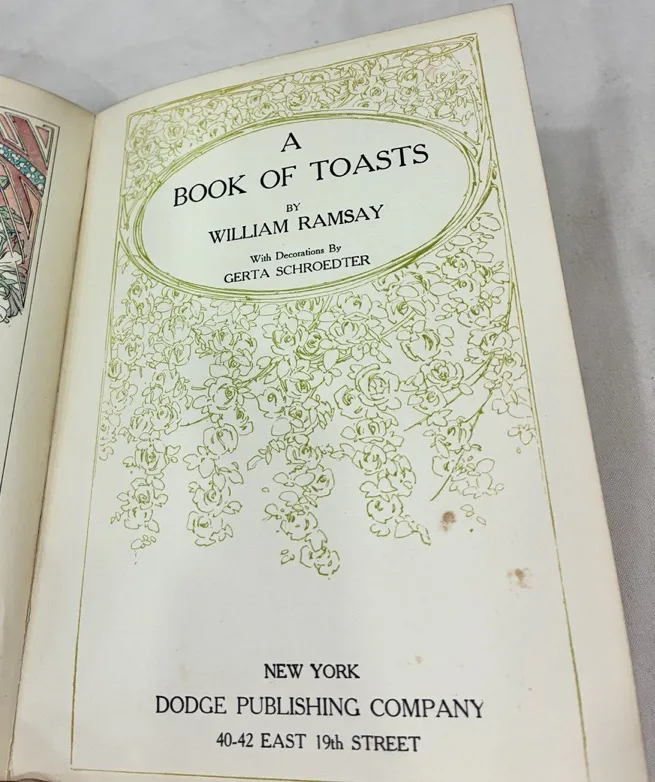 A
BOOK OF TOASTS
BY
WILLIAM RAMSAY
With Decorations By
GERTA SCHROEDTER
NEW YORK
DODGE PUBLISHING COMPANY
40-42 EAST 19th STREET